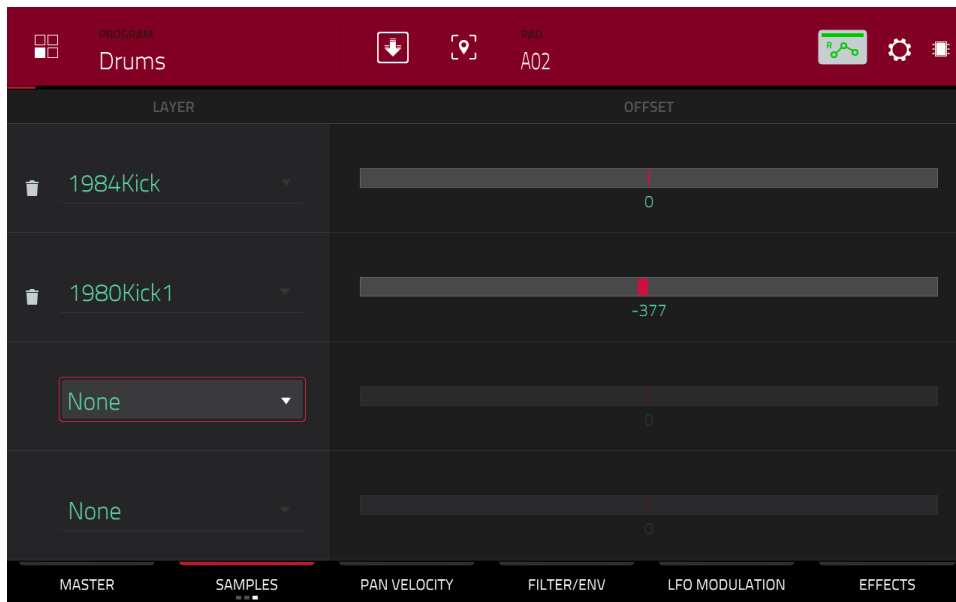 PROGRAM
Drums
PAD
A02
R
LAYER
OFFSET
1984Kick
0
1980Kick1
-377
None
0
None
0
MASTER
SAMPLES
PAN VELOCITY
FILTER/ENV
LFO MODULATION
EFFECTS